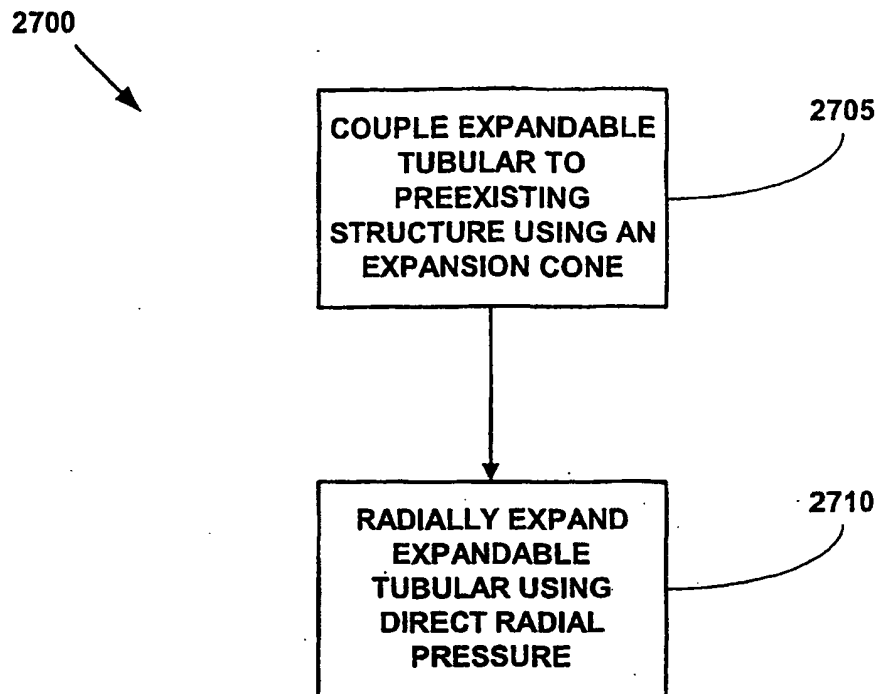 2700
COUPLE EXPANDABLE
TUBULAR TO
PREEXISTING
STRUCTURE USING AN
EXPANSION CONE
2705
RADIALLY EXPAND
EXPANDABLE
TUBULAR USING
DIRECT RADIAL
PRESSURE
2710